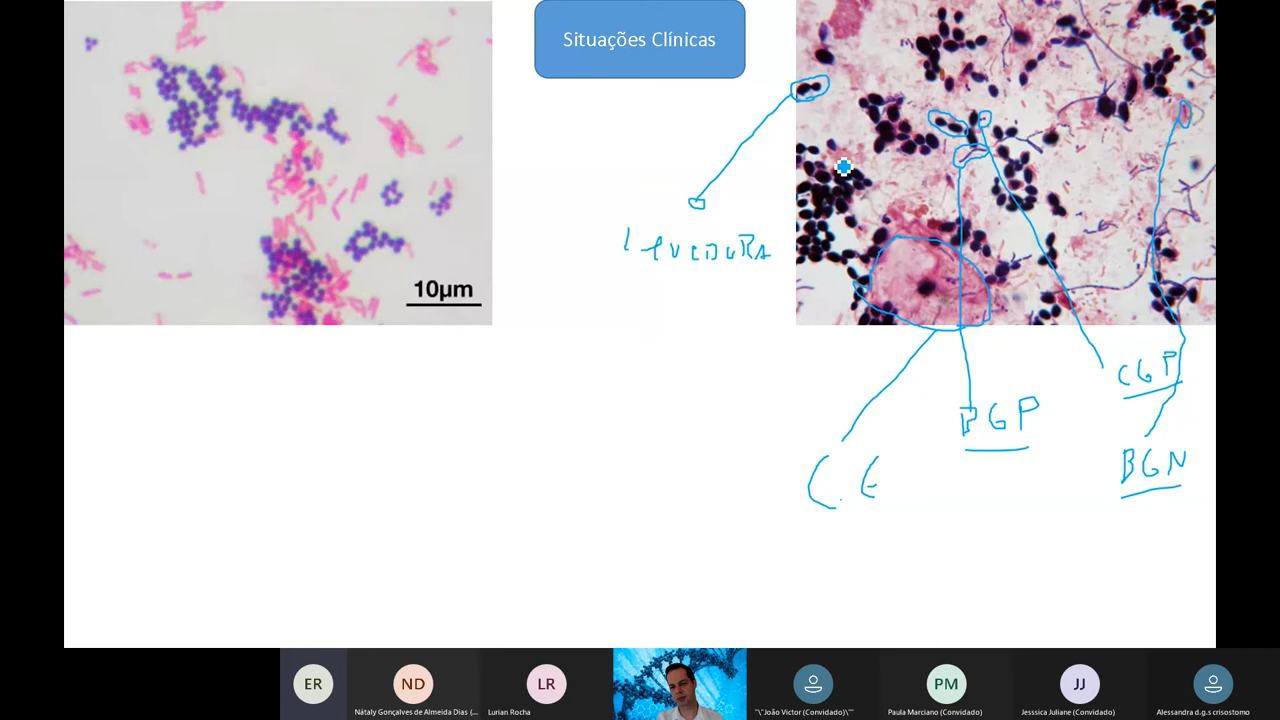 Situações Clínicas
10µm
LEVEDURA
CGP
BGP
BGN
C.E
ER
ND
LR
PM
JJ
Nátaly Gonçalves de Almeida Dias (...
Lurian Rocha
"\"João Victor (Convidado)\""
Paula Marciano (Convidado)
Jesssica Juliane (Convidado)
Alessandra d.g.s crisostomo